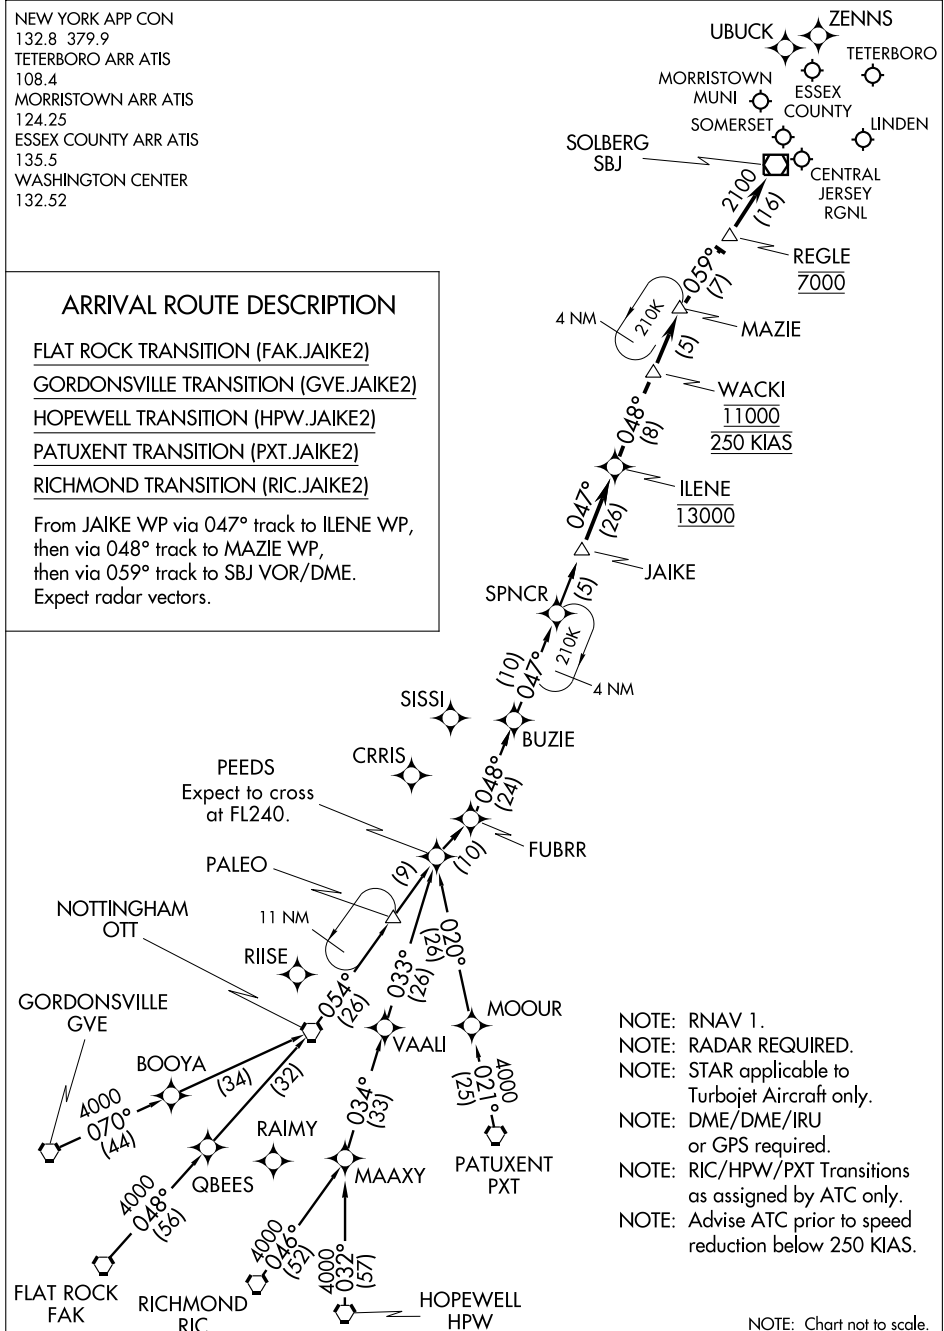 NEW YORK APP CON
132.8 379.9
TETERBORO ARR ATIS
108.4
MORRISTOWN ARR ATIS
124.25
ESSEX COUNTY ARR ATIS
135.5
WASHINGTON CENTER
132.52
UBUCK
ZENNS
TETERBORO
MORRISTOWN
MUNI
ESSEX
COUNTY
SOMERSET
LINDEN
SOLBERG
SBJ
CENTRAL
JERSEY
RGNL
2100
(16)
REGLE
7000
059°
(7)
4 NM
210K
MAZIE
(5)
WACKI
11000
250 KIAS
048°
(8)
ILENE
13000
047°
(26)
JAIKE
ARRIVAL ROUTE DESCRIPTION
FLAT ROCK TRANSITION (FAK.JAIKE2)
GORDONSVILLE TRANSITION (GVE.JAIKE2)
HOPEWELL TRANSITION (HPW.JAIKE2)
PATUXENT TRANSITION (PXT.JAIKE2)
RICHMOND TRANSITION (RIC.JAIKE2)
From JAIKE WP via 047° track to ILENE WP,
then via 048° track to MAZIE WP,
then via 059° track to SBJ VOR/DME.
Expect radar vectors.
SPNCR
(5)
210K
4 NM
(10)
047°
SISSI
BUZIE
CRRIS
048°
(24)
PEEDS
Expect to cross
at FL240.
FUBRR
(10)
(9)
PALEO
11 NM
NOTTINGHAM
OTT
RIISE
054°
(26)
033°
(26)
020°
(26)
MOOUR
VAALI
GORDONSVILLE
GVE
BOOYA
(34)
(32)
4000
070°
(44)
034°
(33)
4000
021°
(25)
RAIMY
QBEES
MAAXY
PATUXENT
PXT
4000
048°
(56)
4000
046°
(52)
4000
032°
(57)
FLAT ROCK
FAK
RICHMOND
RIC
HOPEWELL
HPW
NOTE: RNAV 1.
NOTE: RADAR REQUIRED.
NOTE: STAR applicable to
Turbojet Aircraft only.
NOTE: DME/DME/IRU
or GPS required.
NOTE: RIC/HPW/PXT Transitions
as assigned by ATC only.
NOTE: Advise ATC prior to speed
reduction below 250 KIAS.
NOTE: Chart not to scale.